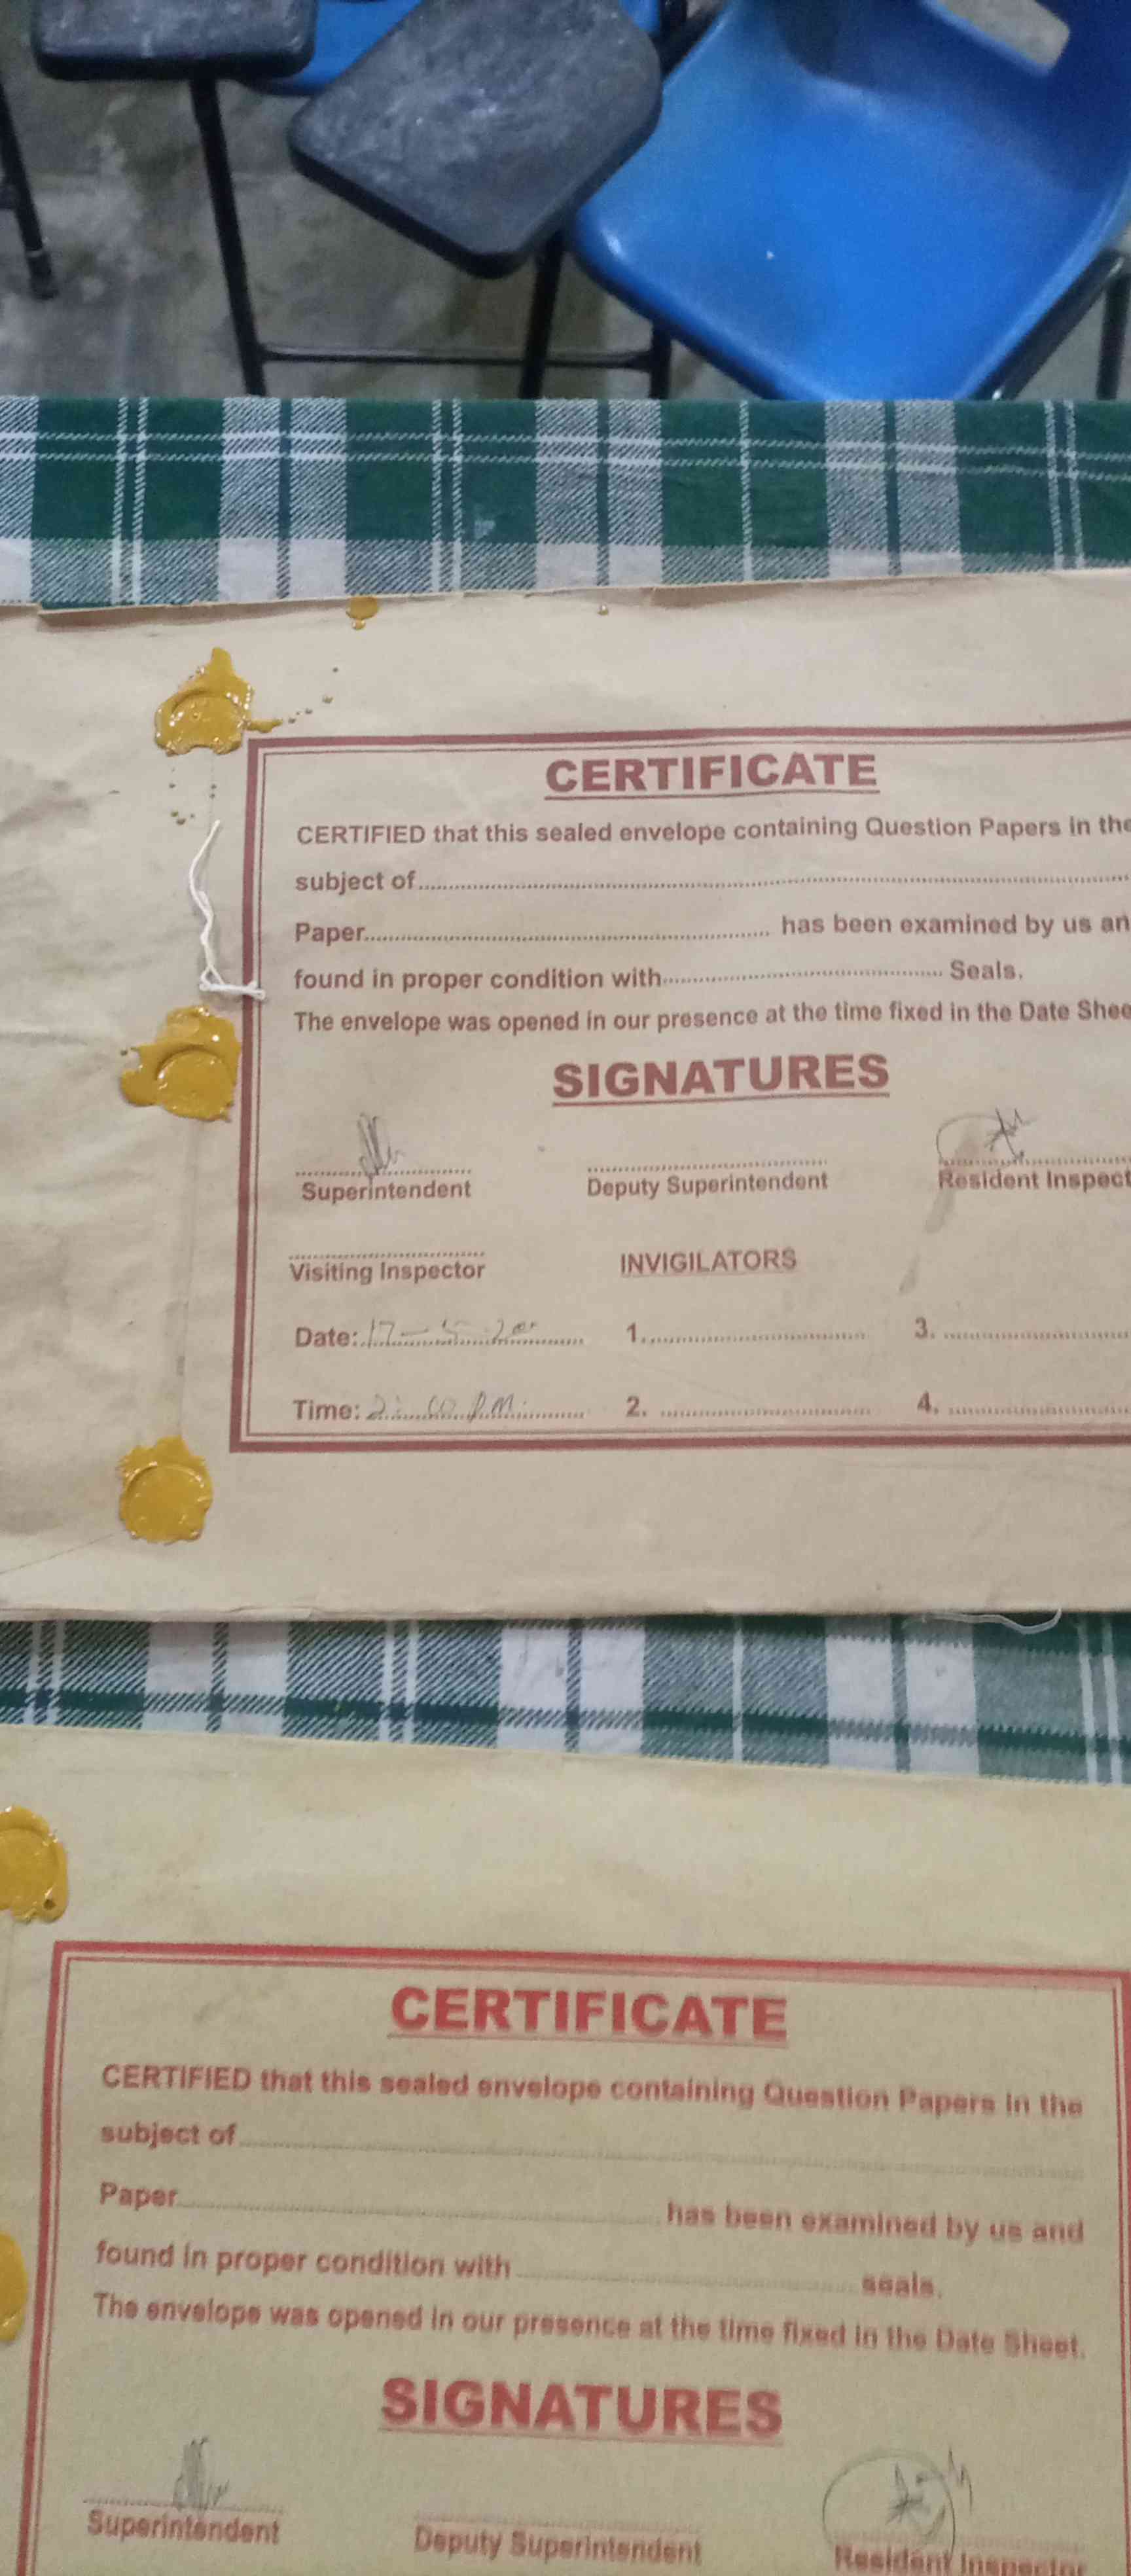 CERTIFICATE
CERTIFIED that this sealed envelope containing Question Papers in the
subject of
Paper has been examined by us an
found in proper condition with Seals.
The envelope was opened in our presence at the time fixed in the Date Shee
SIGNATURES
Superintendent Deputy Superintendent Resident Inspect
Visiting Inspector INVIGILATORS
Date: 17-5-20 1. 3.
Time: 2: P.M. 2. 4.
CERTIFICATE
CERTIFIED that this sealed envelope containing Question Papers in the
subject of
Paper has been examined by us and
found in proper condition with seals.
The envelope was opened in our presence at the time fixed in the Date Sheet.
SIGNATURES
Superintendent Deputy Superintendent Resident Inspector